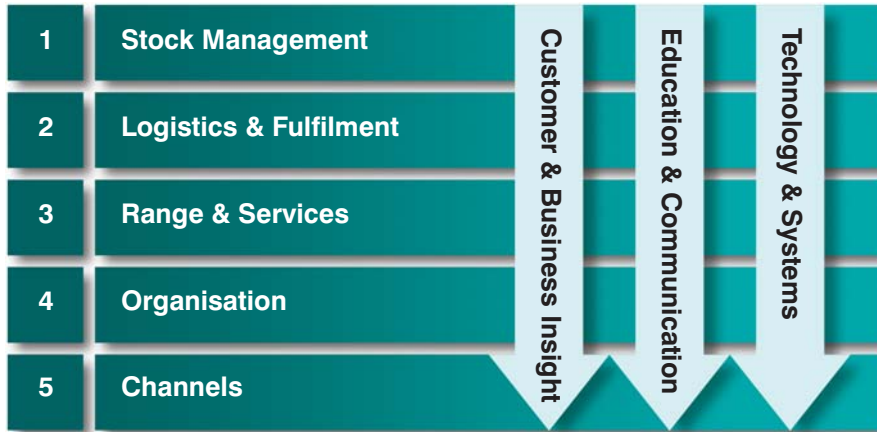 1 Stock Management
2 Logistics & Fulfilment
3 Range & Services
4 Organisation
5 Channels
Customer & Business Insight
Education & Communication
Technology & Systems